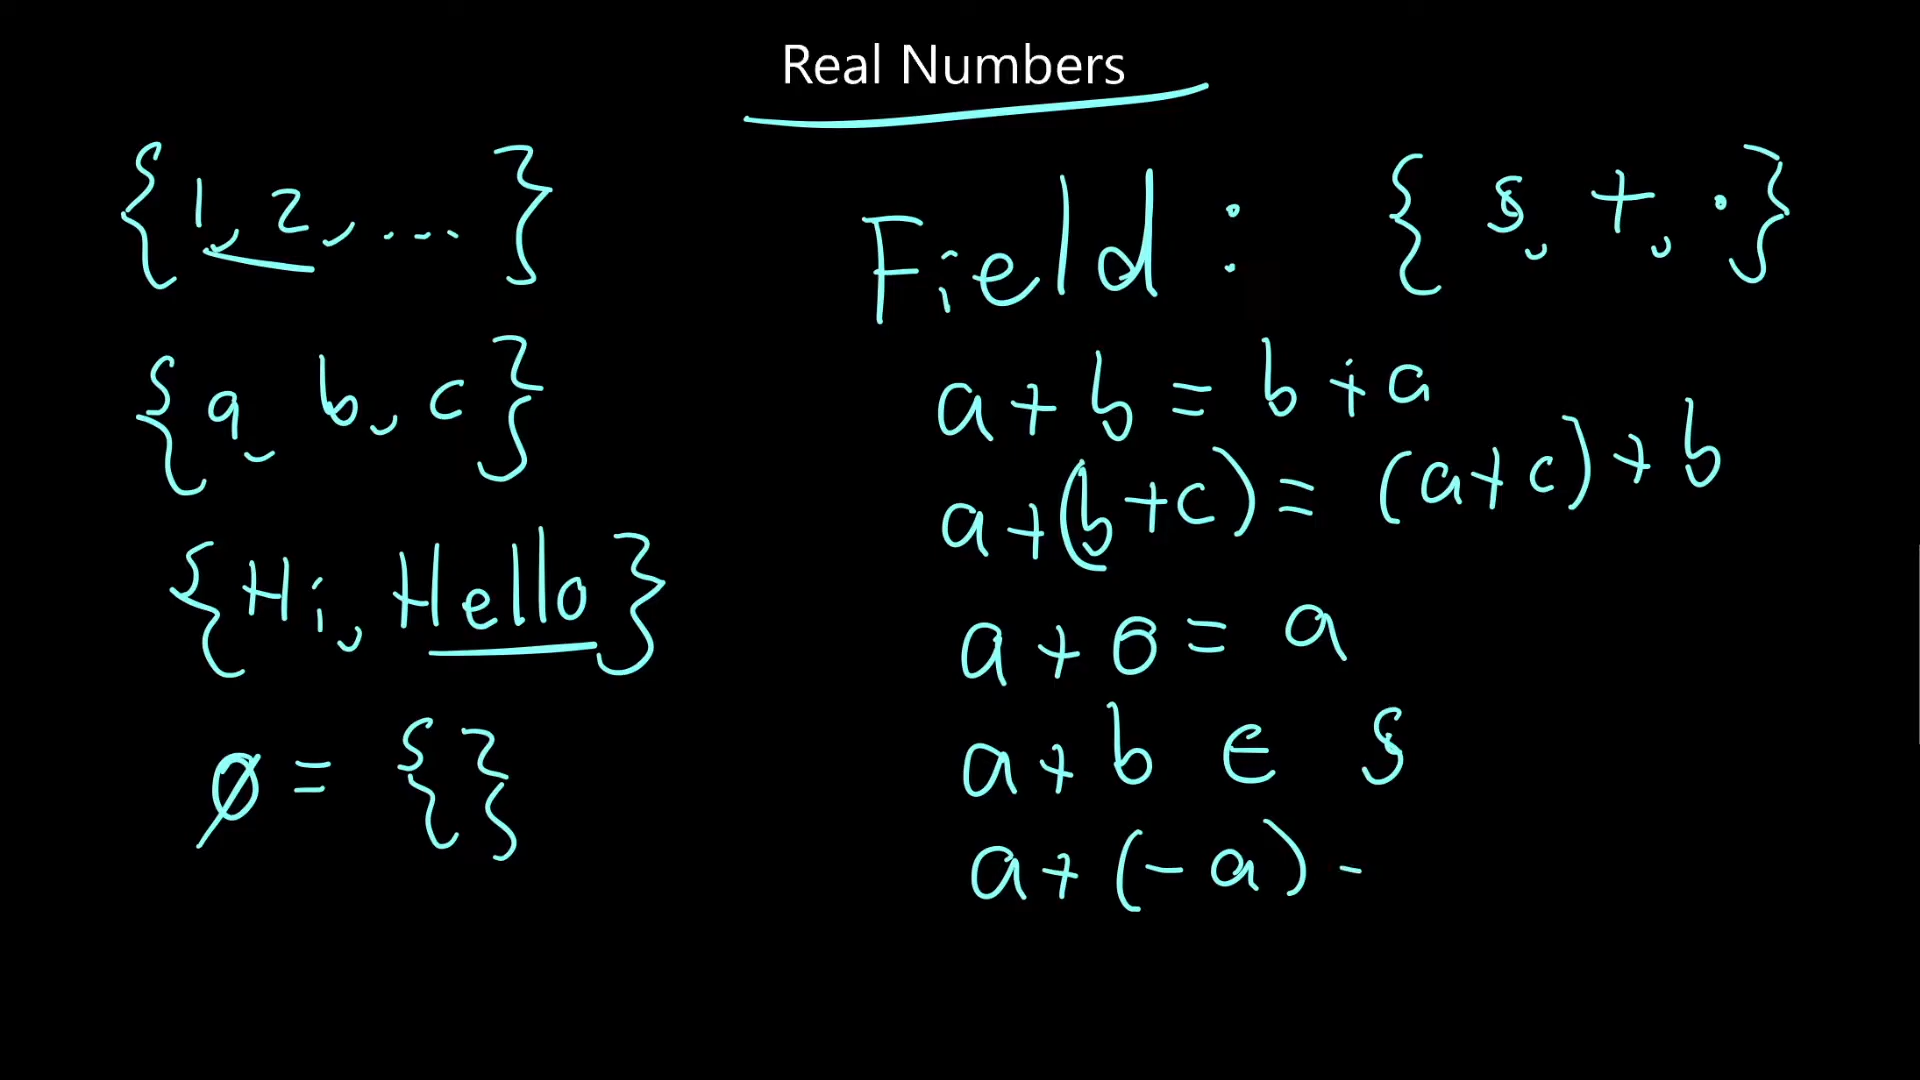 Real Numbers
{1, 2, ... }
{a, b, c}
{Hi, Hello}
∅ = { }
Field : { S, +, · }
a + b = b + a
a + (b + c) = (a + c) + b
a + 0 = a
a + b ∈ S
a + (-a) -